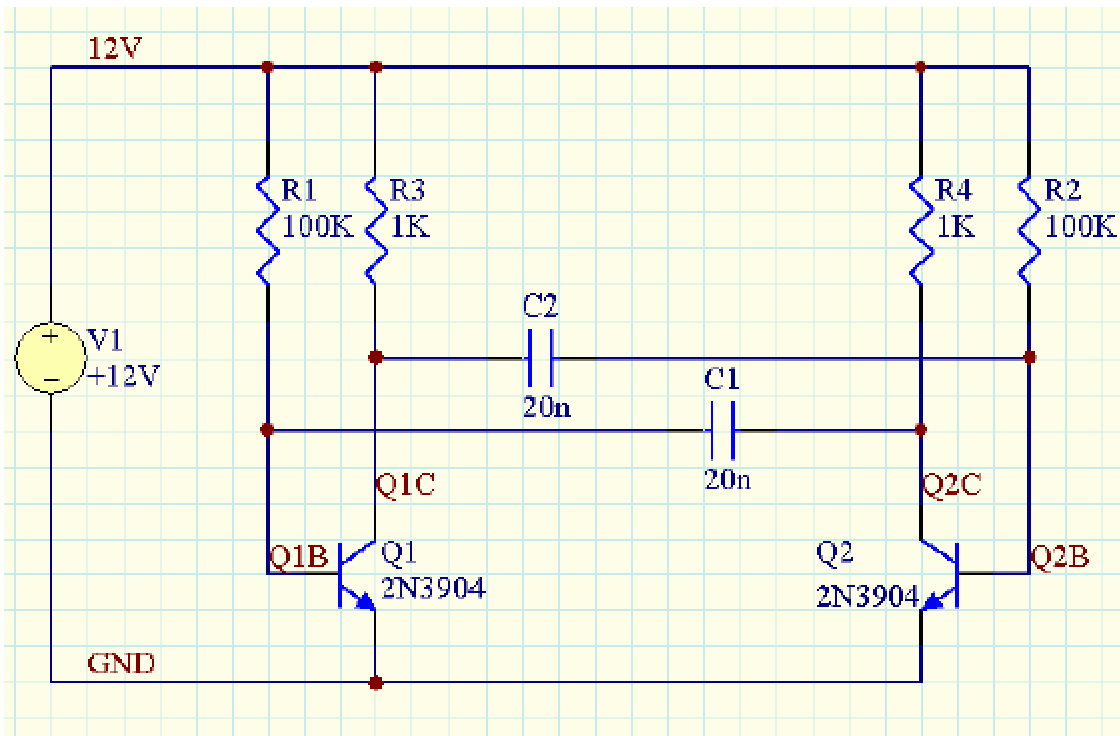 12V
R1
100K
R3
1K
R4
1K
R2
100K
C2
20n
V1
+12V
C1
20n
Q1C
Q2C
Q1B
Q1
2N3904
Q2
2N3904
Q2B
GND